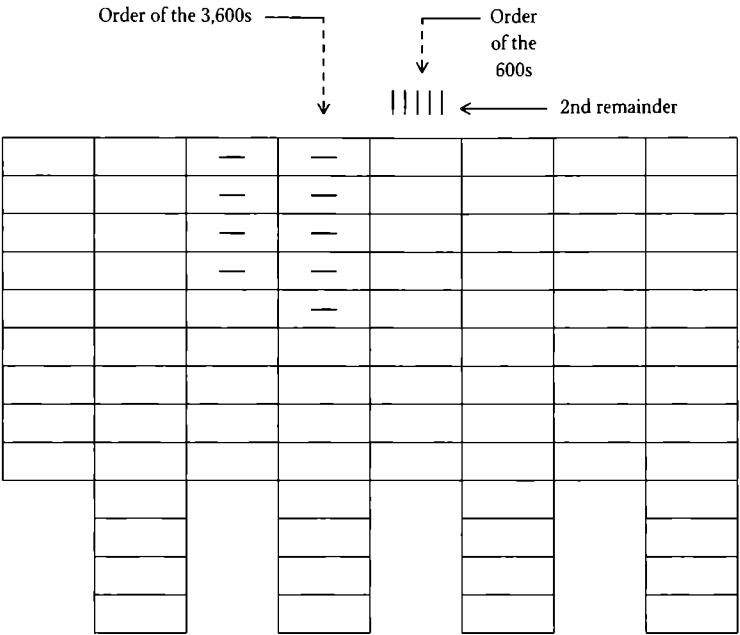 Order of the 3,600s
Order
of the
600s
2nd remainder